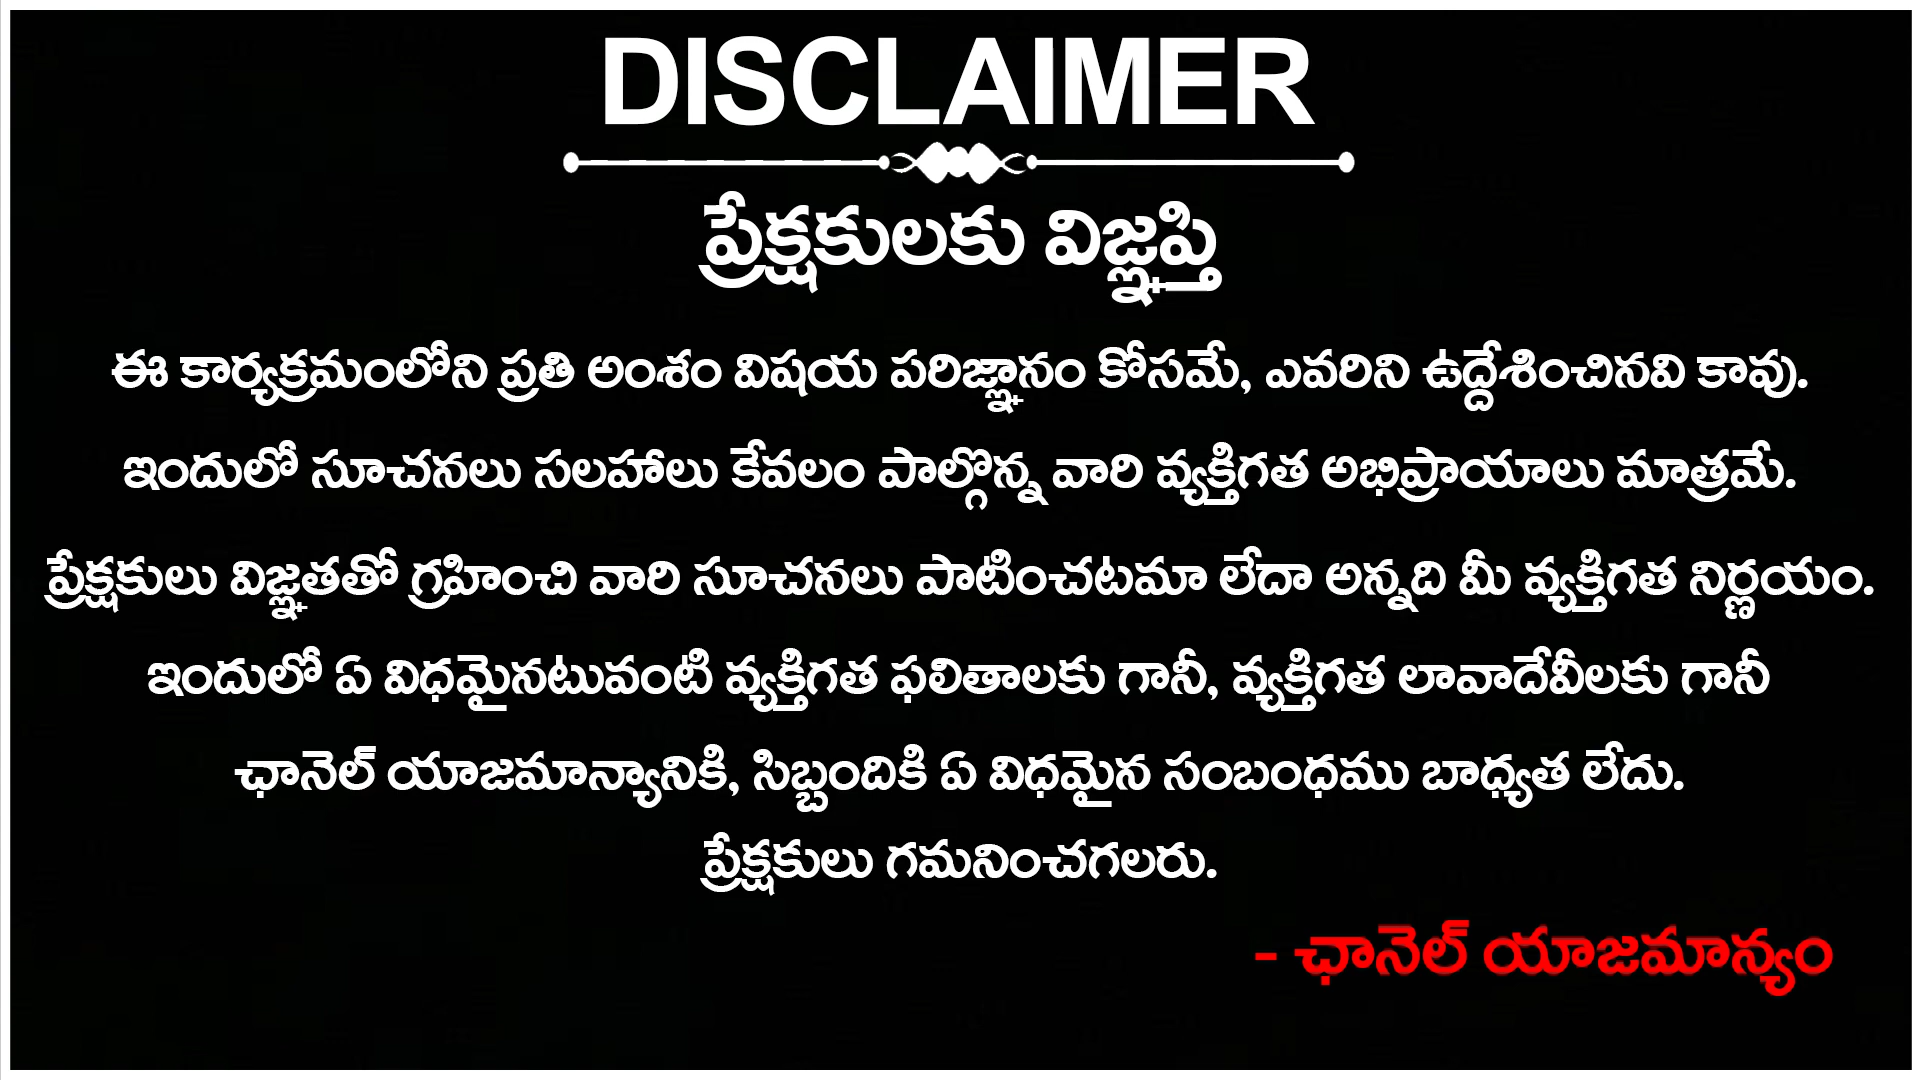 DISCLAIMER
ప్రేక్షకులకు విజ్ఞప్తి
ఈ కార్యక్రమంలోని ప్రతి అంశం విషయ పరిజ్ఞానం కోసమే, ఎవరిని ఉద్దేశించినవి కావు.
ఇందులో సూచనలు సలహాలు కేవలం పాల్గొన్న వారి వ్యక్తిగత అభిప్రాయాలు మాత్రమే.
ప్రేక్షకులు విజ్ఞతతో గ్రహించి వారి సూచనలు పాటించటమా లేదా అన్నది మీ వ్యక్తిగత నిర్ణయం.
ఇందులో ఏ విధమైనటువంటి వ్యక్తిగత ఫలితాలకు గానీ, వ్యక్తిగత లావాదేవీలకు గానీ
ఛానెల్ యాజమాన్యానికి, సిబ్బందికి ఏ విధమైన సంబంధము బాధ్యత లేదు.
ప్రేక్షకులు గమనించగలరు.
- ఛానెల్ యాజమాన్యం